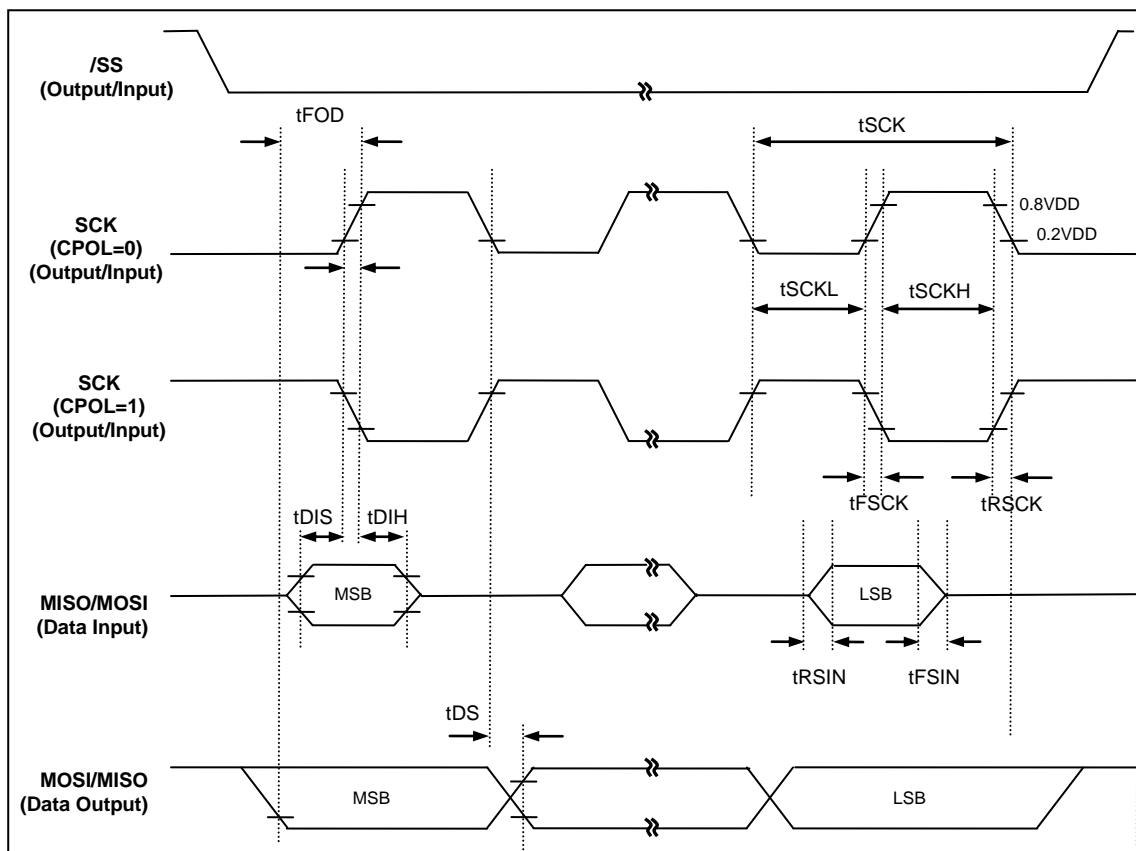 /SS
(Output/Input)
tFOD
tSCK
SCK
(CPOL=0)
(Output/Input)
0.8VDD
0.2VDD
tSCKL
tSCKH
SCK
(CPOL=1)
(Output/Input)
tFSCK
tRSCK
tDIS
tDIH
MISO/MOSI
(Data Input)
MSB
LSB
tRSIN
tFSIN
tDS
MOSI/MISO
(Data Output)
MSB
LSB